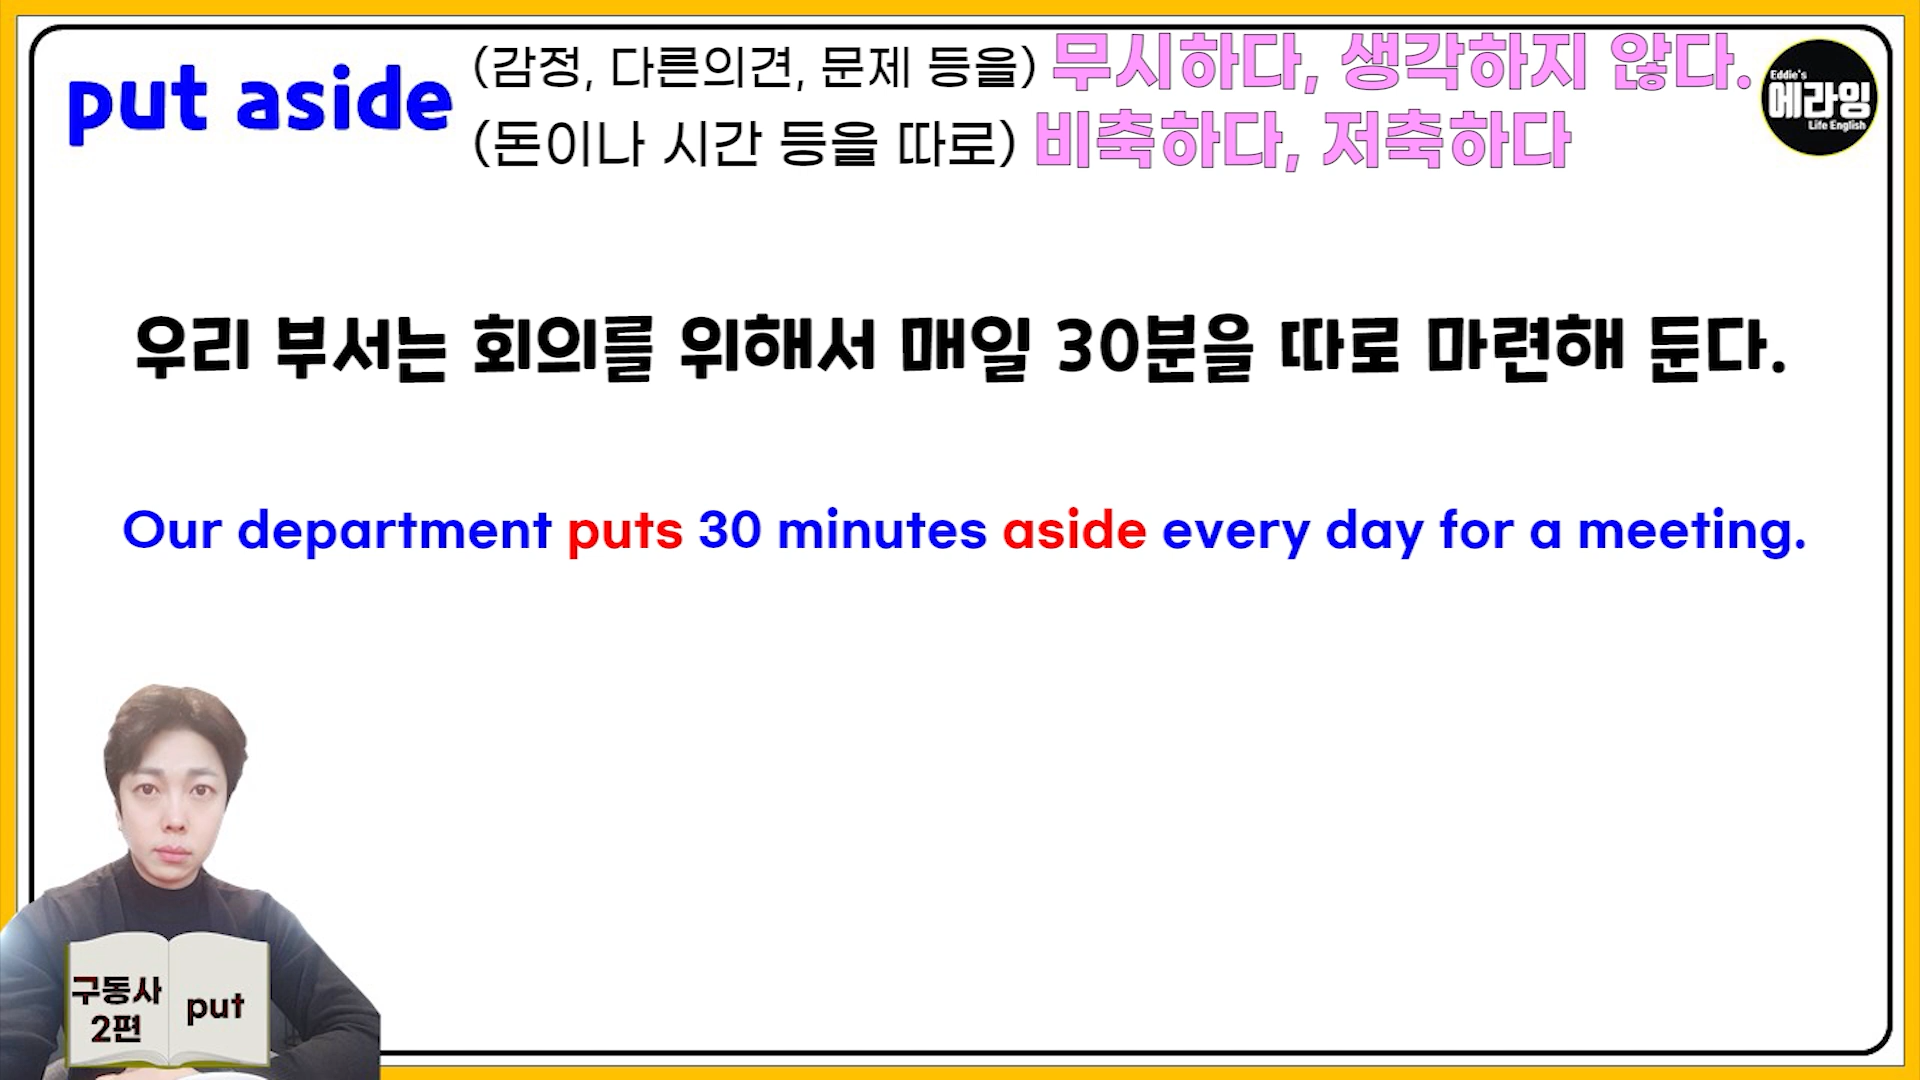 put aside
(감정, 다른의견, 문제 등을) 무시하다, 생각하지 않다.
(돈이나 시간 등을 따로) 비축하다, 저축하다
Eddie's
에라잉
Life English
우리 부서는 회의를 위해서 매일 30분을 따로 마련해 둔다.
Our department puts 30 minutes aside every day for a meeting.
구동사
2편
put